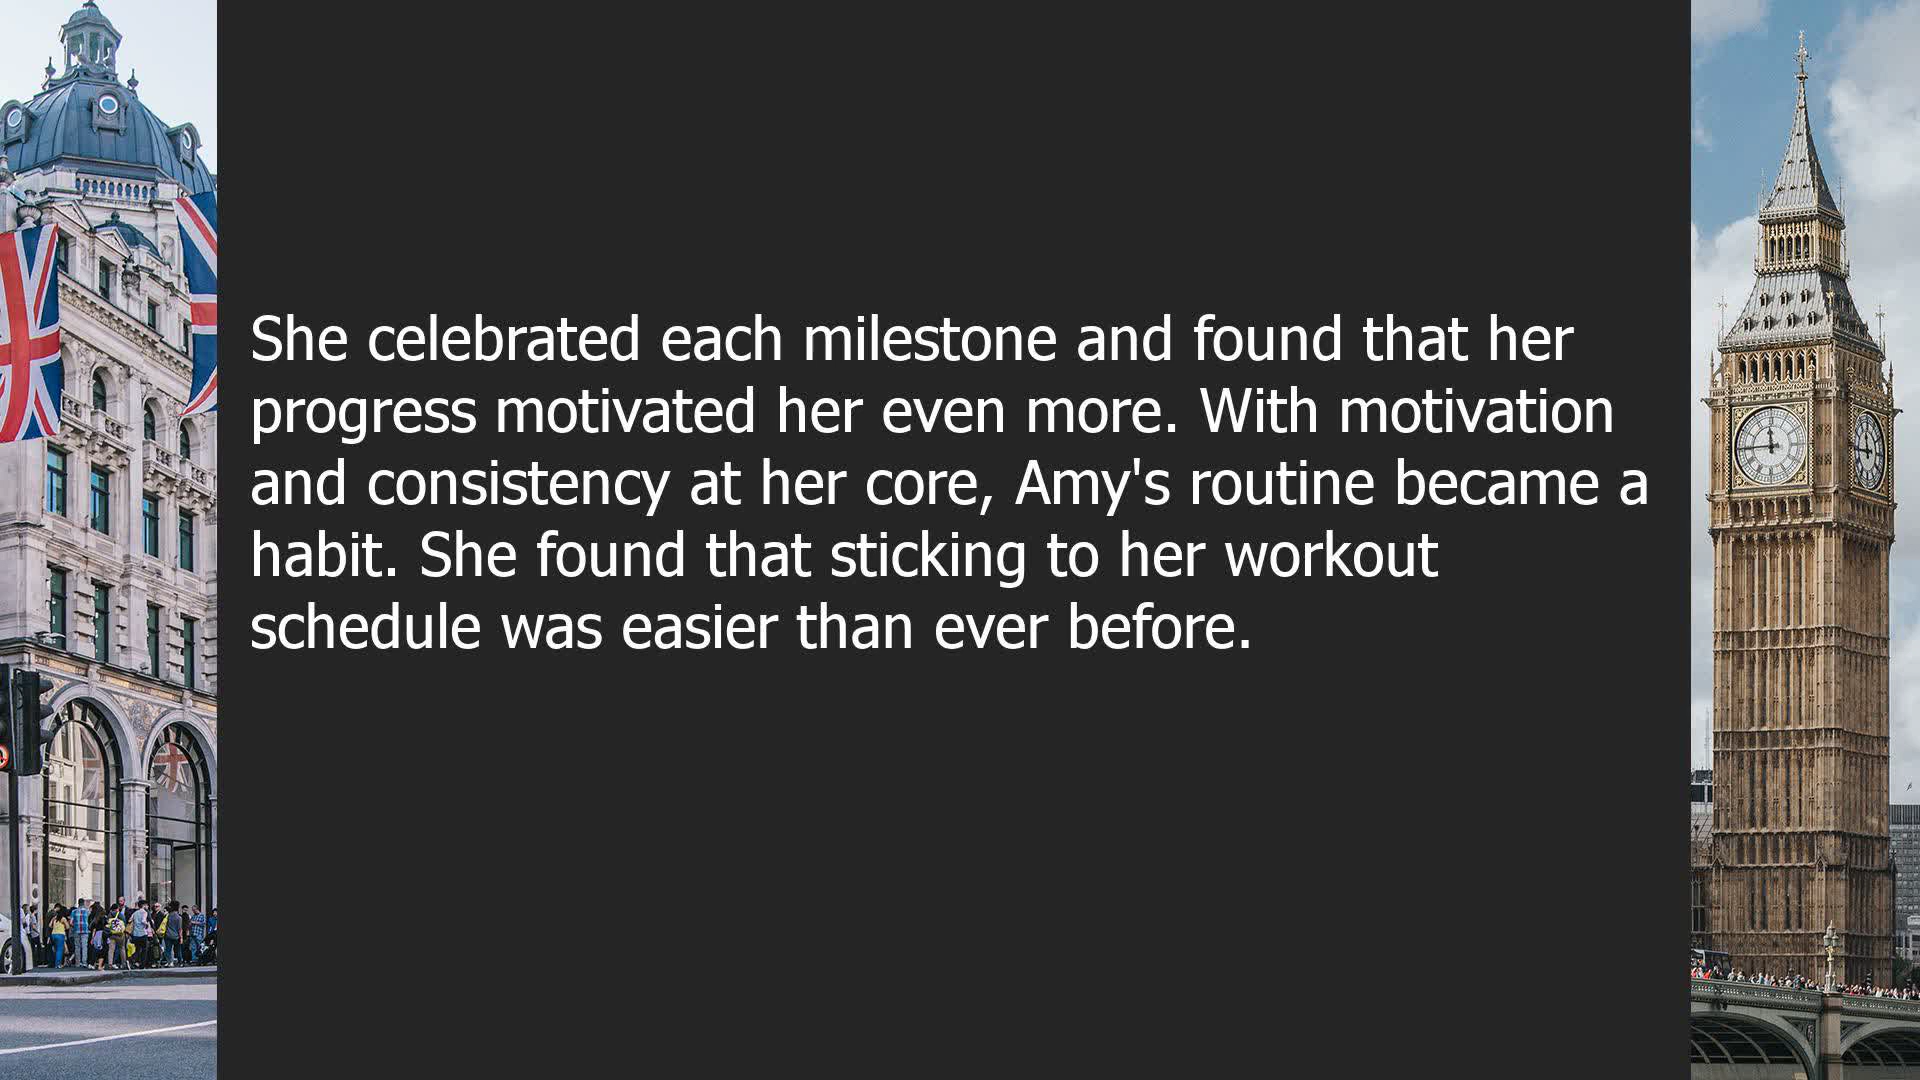 She celebrated each milestone and found that her
progress motivated her even more. With motivation
and consistency at her core, Amy's routine became a
habit. She found that sticking to her workout
schedule was easier than ever before.